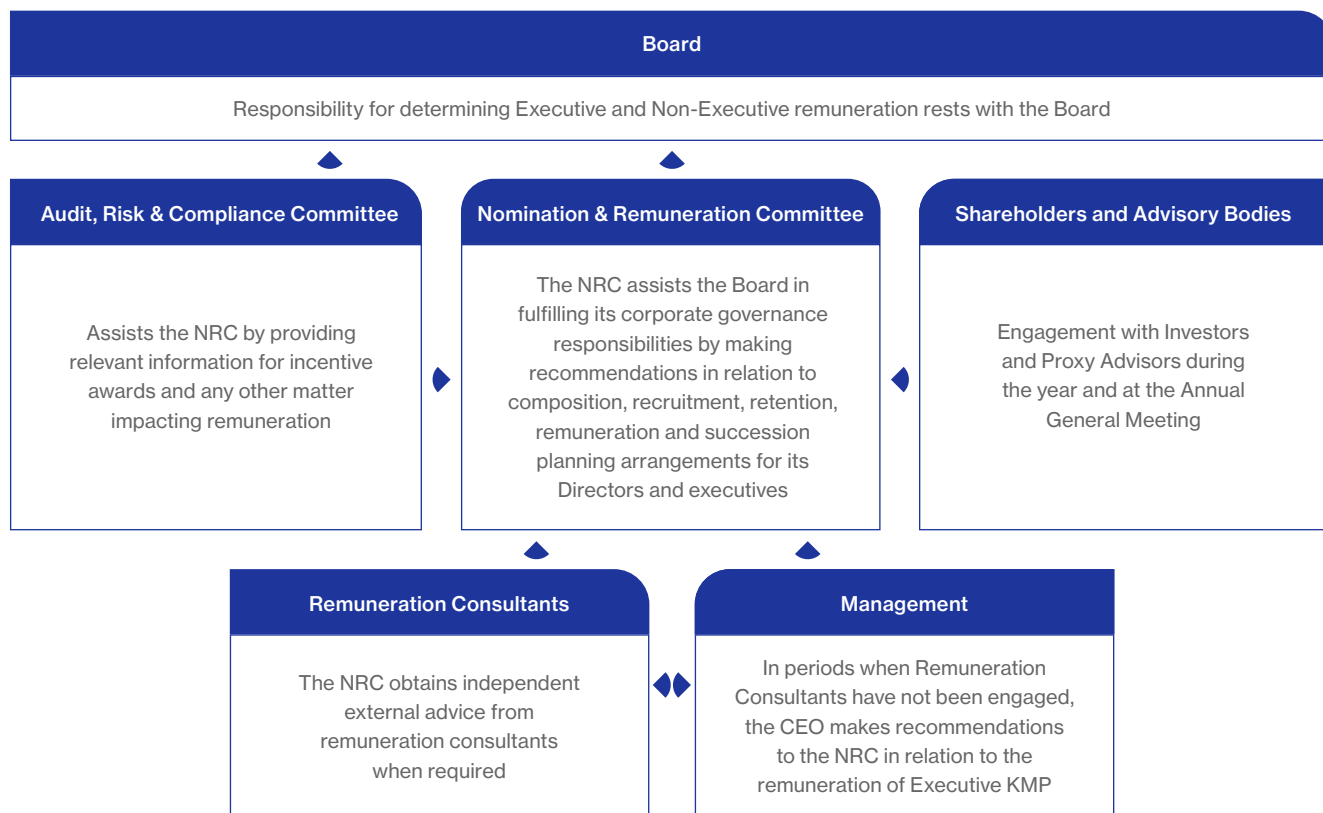 Board
Responsibility for determining Executive and Non-Executive remuneration rests with the Board
Audit, Risk & Compliance Committee
Assists the NRC by providing
relevant information for incentive
awards and any other matter
impacting remuneration
Nomination & Remuneration Committee
The NRC assists the Board in
fulfilling its corporate governance
responsibilities by making
recommendations in relation to
composition, recruitment, retention,
remuneration and succession
planning arrangements for its
Directors and executives
Shareholders and Advisory Bodies
Engagement with Investors
and Proxy Advisors during
the year and at the Annual
General Meeting
Remuneration Consultants
The NRC obtains independent
external advice from
remuneration consultants
when required
Management
In periods when Remuneration
Consultants have not been engaged,
the CEO makes recommendations
to the NRC in relation to the
remuneration of Executive KMP